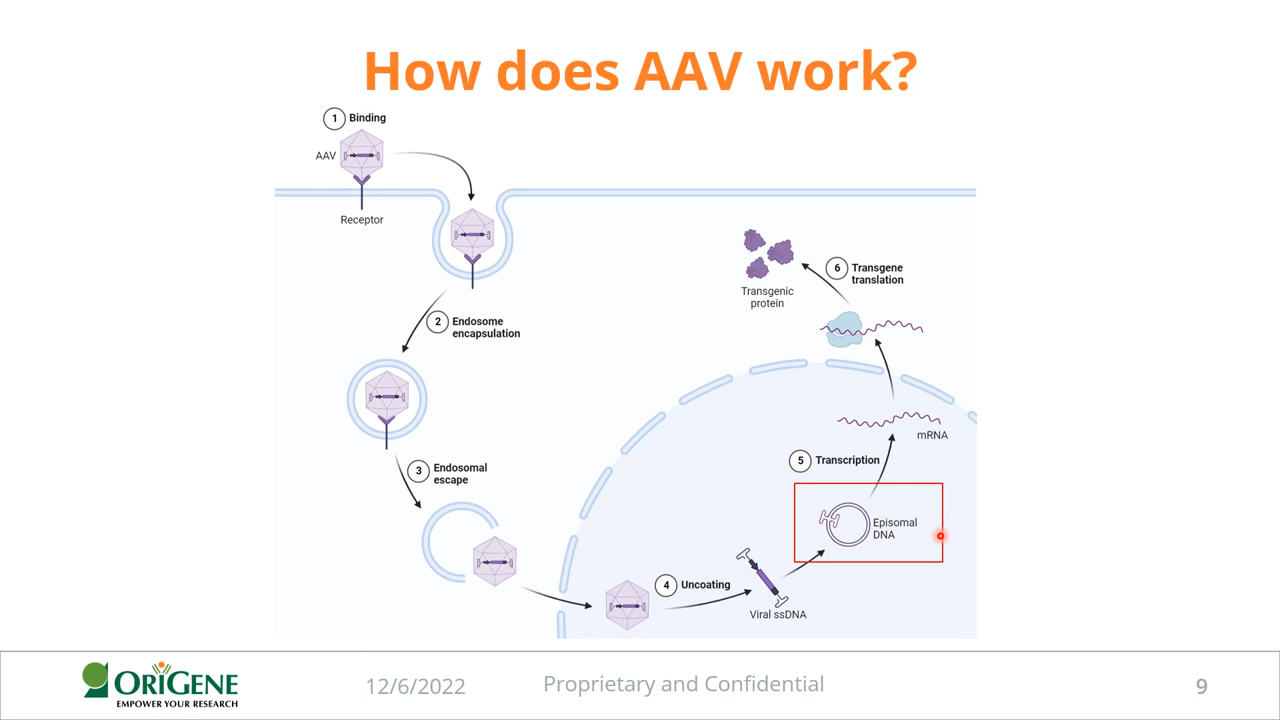 How does AAV work?
1 Binding
AAV
Receptor
2 Endosome
encapsulation
3 Endosomal
escape
4 Uncoating
Viral ssDNA
Episomal
DNA
5 Transcription
mRNA
6 Transgene
translation
Transgenic
protein
ORIGENE
EMPOWER YOUR RESEARCH
12/6/2022
Proprietary and Confidential
9